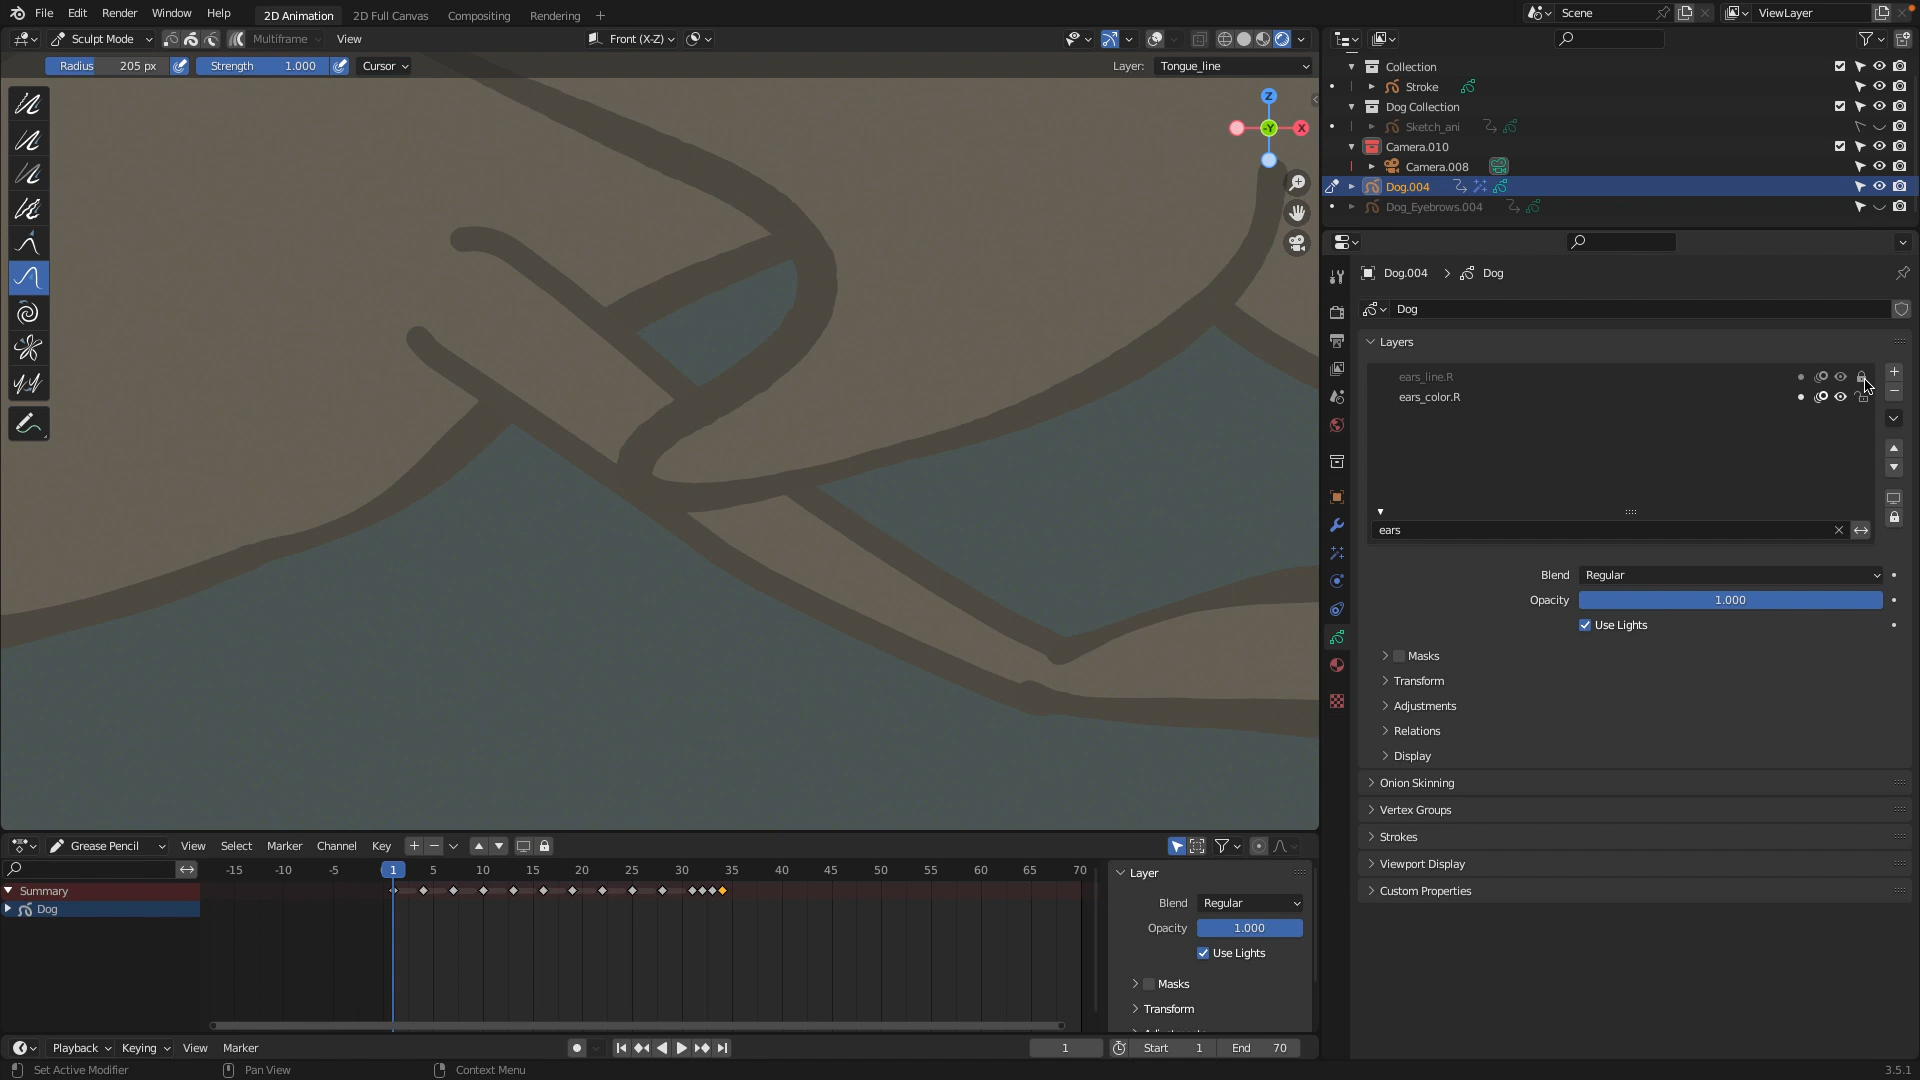 File Edit Render Window Help 2D Animation 2D Full Canvas Compositing Rendering + Scene ViewLayer
Sculpt Mode Multiframe View Front (X-Z)
Radius 205 px Strength 1.000 Cursor Layer: Tongue_line
Z
-Y X
Collection
Stroke
Dog Collection
Sketch_ani
Camera.010
Camera.008
Dog.004
Dog_Eyebrows.004
Dog.004 > Dog
Dog
Layers
ears_line.R
ears_color.R
ears
Blend Regular
Opacity 1.000
Use Lights
Masks
Transform
Adjustments
Relations
Display
Onion Skinning
Vertex Groups
Strokes
Viewport Display
Custom Properties
Grease Pencil View Select Marker Channel Key
-15 -10 -5 1 5 10 15 20 25 30 35 40 45 50 55 60 65 70
Summary
Dog
Layer
Blend Regular
Opacity 1.000
Use Lights
Masks
Transform
Playback Keying View Marker 1 Start 1 End 70
Set Active Modifier Pan View Context Menu 3.5.1